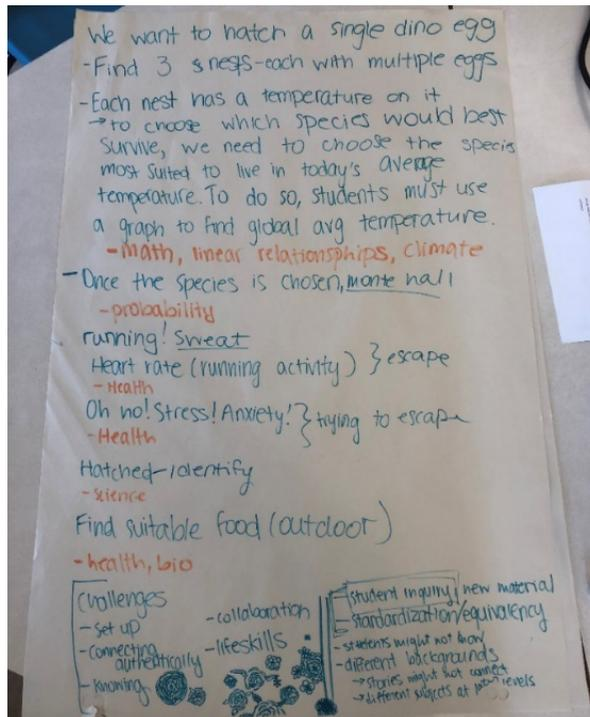 We want to hatch a single dino egg
-Find 3 nests-each with multiple eggs
-Each nest has a temperature on it
→to choose which species would best
survive, we need to choose the species
most suited to live in today's average
temperature. To do so, students must use
a graph to find global avg temperature.
-math, linear relationsphips, climate
-Once the species is chosen, monte hall
-probability
running! Sweat
Heart rate (running activity) } escape
-Health
Oh no! Stress! Anxiety! } trying to escape
-Health
Hatched-identify
-science
Find suitable food (outdoor)
-health, bio
Challenges
-set up
-connecting
authentically
-knowing
-collaboration
-lifeskills
student inquiry/new material
-standardization/equivalency
-students might not know
-different backgrounds
→stories might not connect
→different subjects at levels